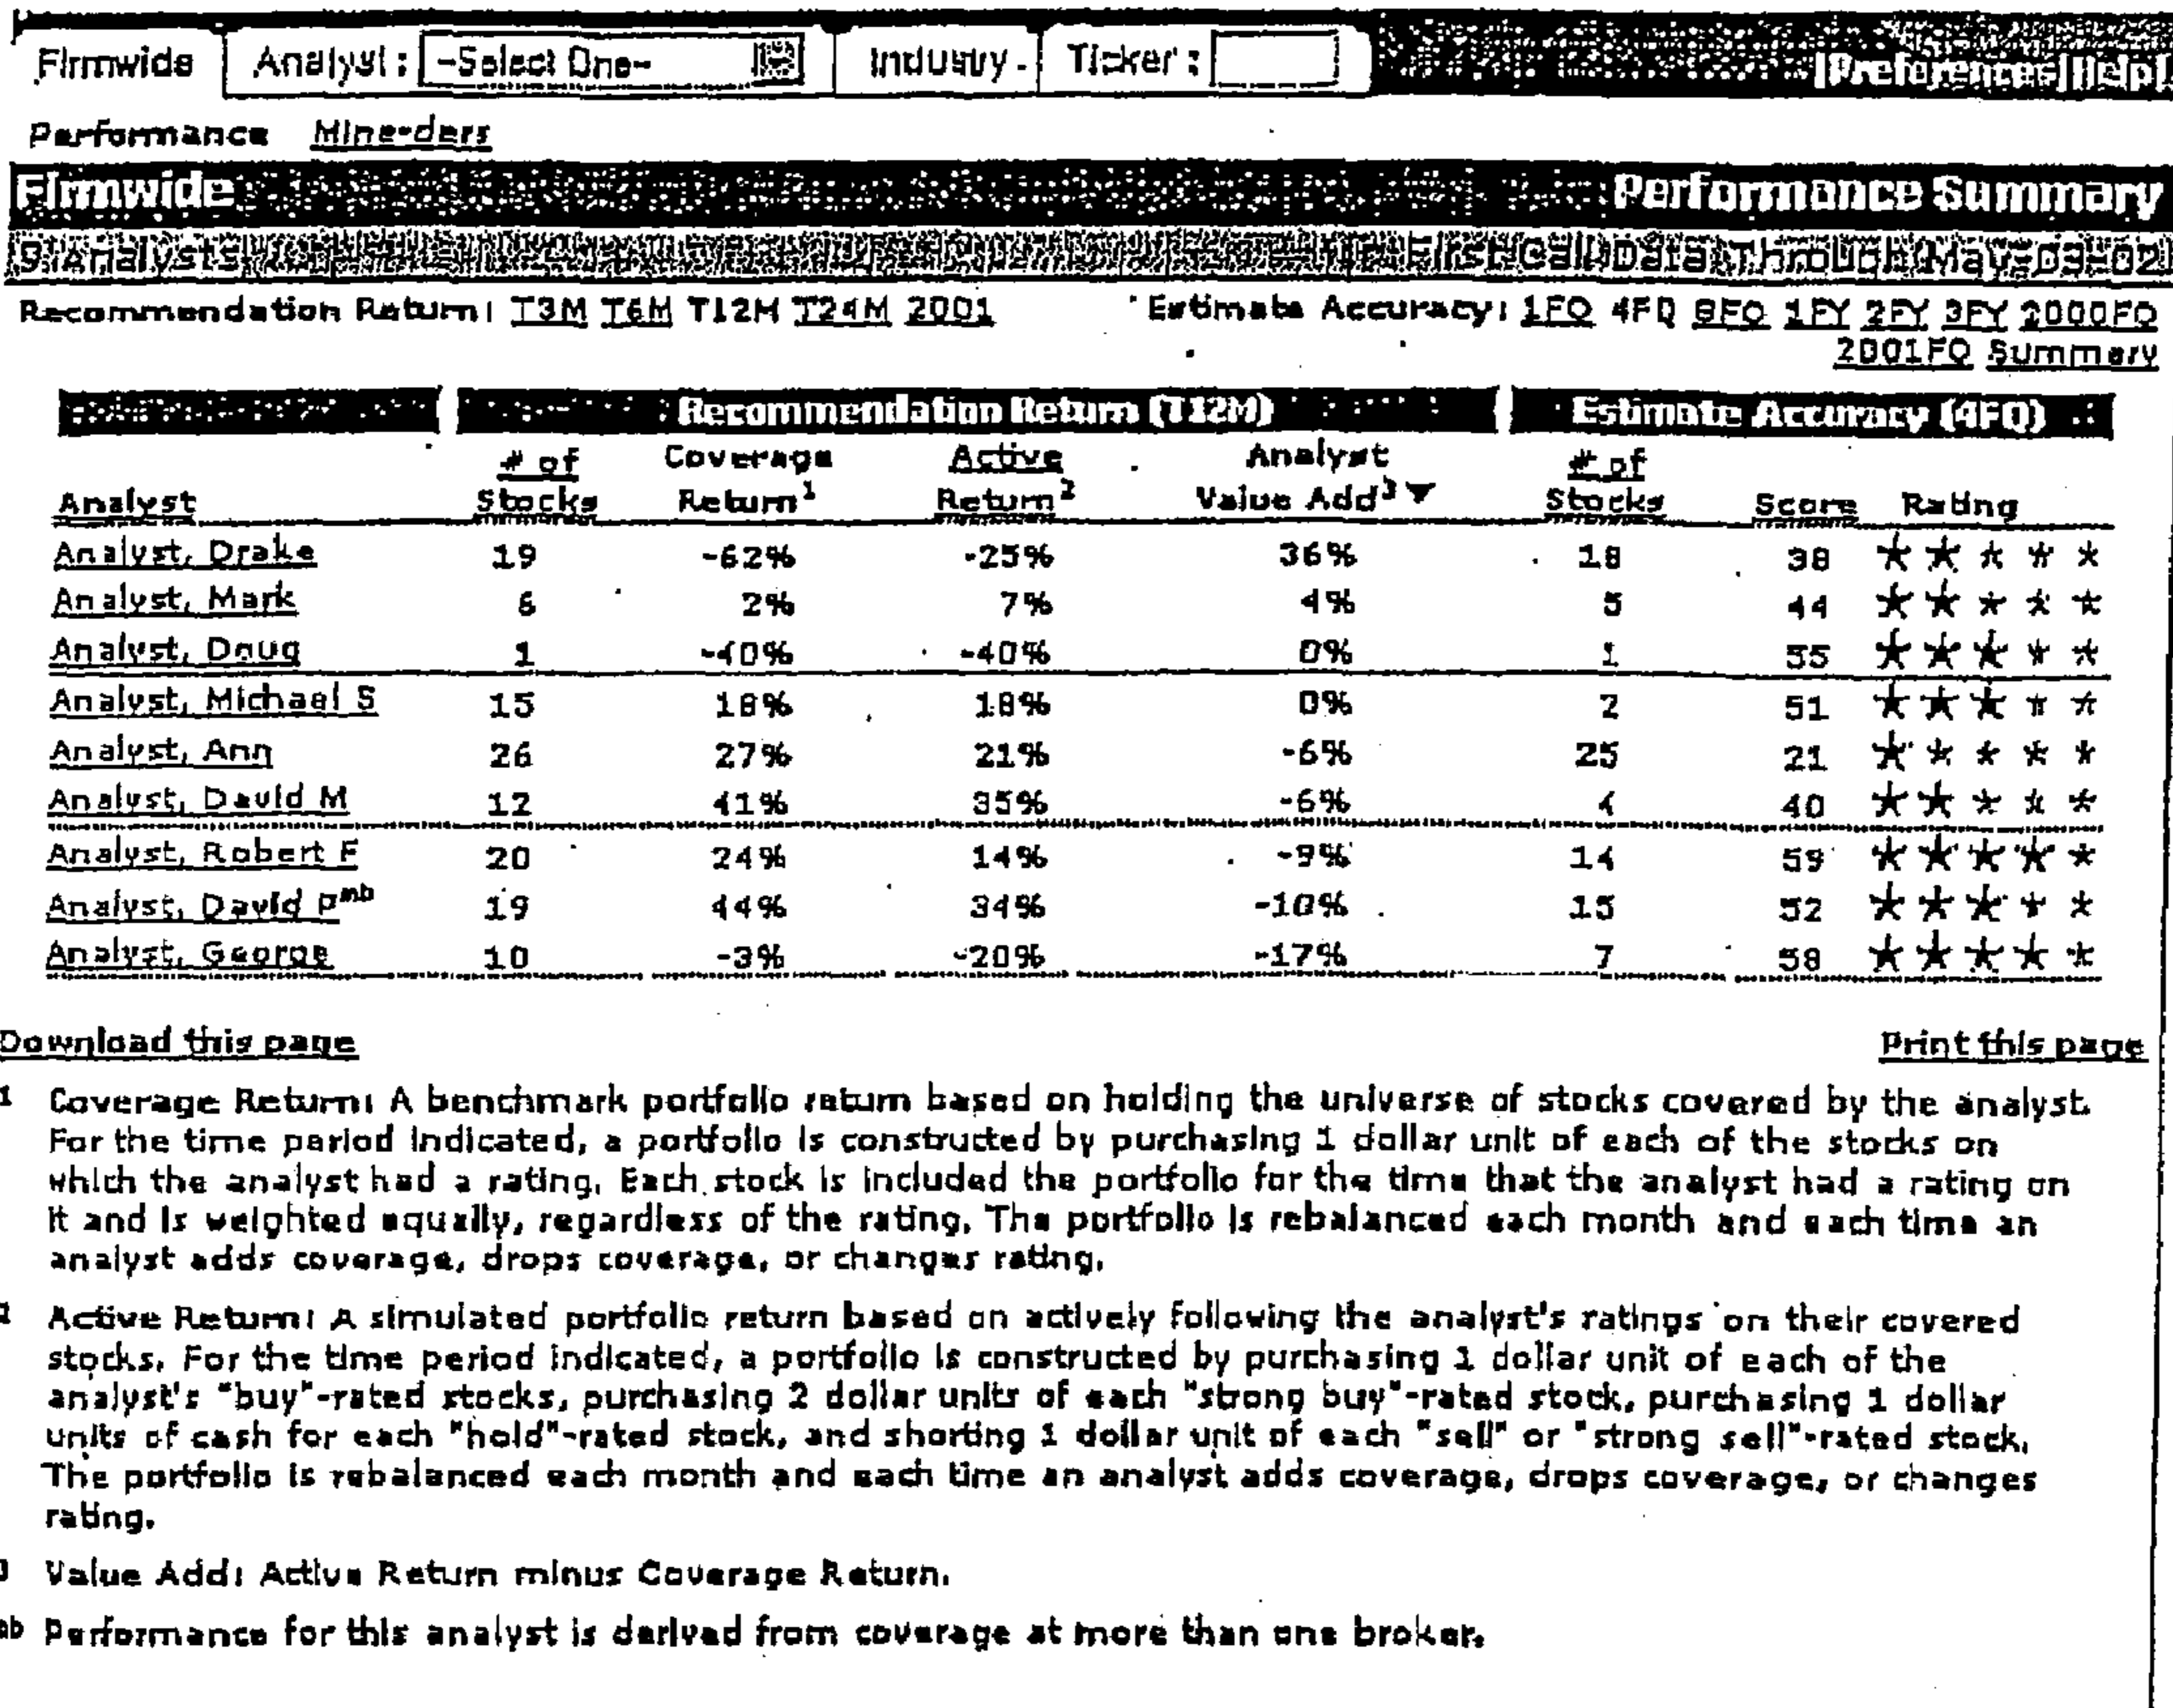 Firmwide Analyst: -Select One- Industry Ticker: |Preferences|Help|
Performance Minefinders
Firmwide Performance Summary
9 Analysts First Call Data Through May-03-02
Recommendation Return: T3M T6M T12M T24M 2001 Estimate Accuracy: 1FQ 4FQ 8FQ 1FY 2FY 3FY 2000FQ
2001FQ Summary
Recommendation Return (T12M) Estimate Accuracy (4FQ)
# of Coverage Active Analyst # of
Analyst Stocks Return1 Return2 Value Add3 ▼ Stocks Score Rating
Analyst, Drake 19 -62% -25% 36% 18 38 ★★★★★
Analyst, Mark 6 2% 7% 4% 5 44 ★★★★★
Analyst, Doug 1 -40% -40% 0% 1 55 ★★★★★
Analyst, Michael S 15 18% 18% 0% 2 51 ★★★★★
Analyst, Ann 26 27% 21% -6% 25 21 ★★★★★
Analyst, David M 12 41% 35% -6% 4 40 ★★★★★
Analyst, Robert F 20 24% 14% -9% 14 59 ★★★★★
Analyst, David P mb 19 44% 34% -10% 15 52 ★★★★★
Analyst, George 10 -3% -20% -17% 7 58 ★★★★★
Download this page Print this page
1 Coverage Return: A benchmark portfolio return based on holding the universe of stocks covered by the analyst.
For the time period indicated, a portfolio is constructed by purchasing 1 dollar unit of each of the stocks on
which the analyst had a rating. Each stock is included the portfolio for the time that the analyst had a rating on
it and is weighted equally, regardless of the rating. The portfolio is rebalanced each month and each time an
analyst adds coverage, drops coverage, or changes rating.
2 Active Return: A simulated portfolio return based on actively following the analyst's ratings on their covered
stocks. For the time period indicated, a portfolio is constructed by purchasing 1 dollar unit of each of the
analyst's "buy"-rated stocks, purchasing 2 dollar units of each "strong buy"-rated stock, purchasing 1 dollar
units of cash for each "hold"-rated stock, and shorting 1 dollar unit of each "sell" or "strong sell"-rated stock.
The portfolio is rebalanced each month and each time an analyst adds coverage, drops coverage, or changes
rating.
3 Value Add: Active Return minus Coverage Return.
mb Performance for this analyst is derived from coverage at more than one broker.